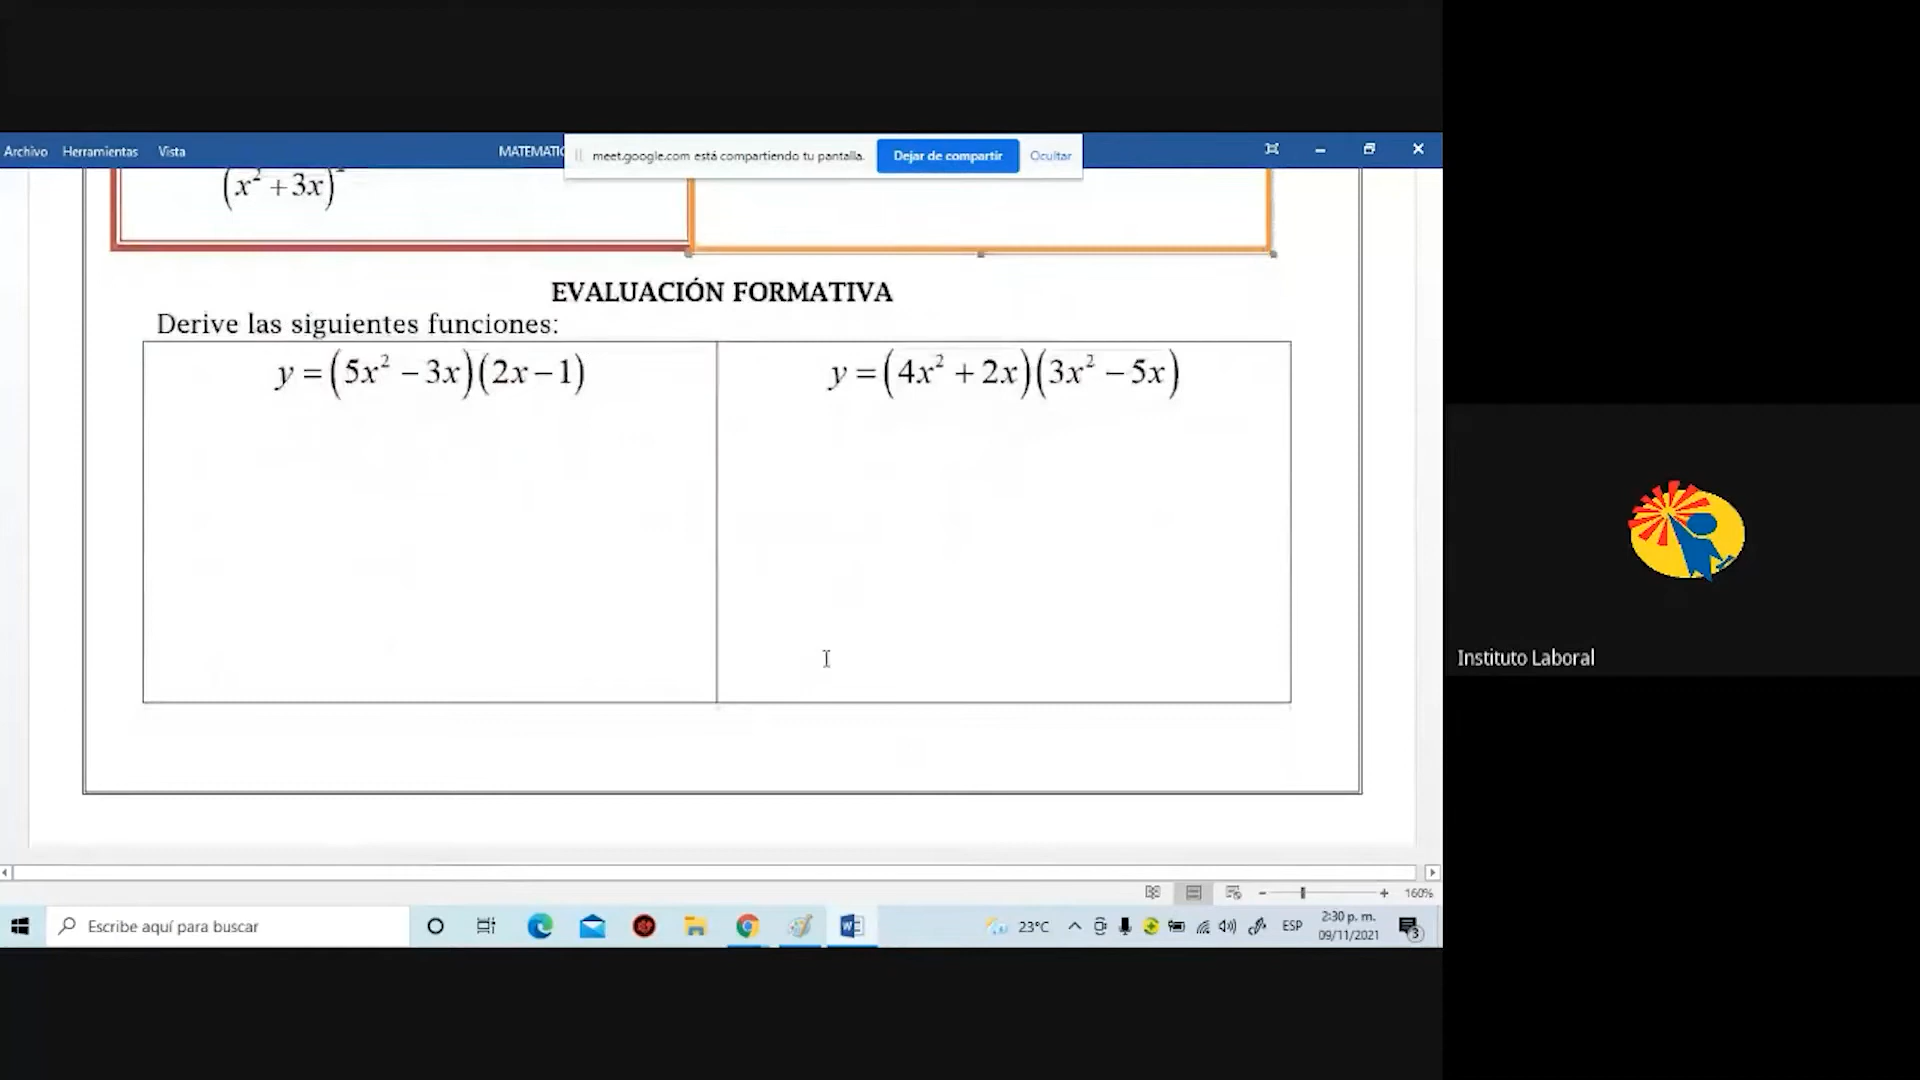 Archivo Herramientas Vista
meet.google.com está compartiendo tu pantalla. Dejar de compartir Ocultar
(x² + 3x)
EVALUACIÓN FORMATIVA
Derive las siguientes funciones:
y = (5x² − 3x)(2x − 1)
y = (4x² + 2x)(3x² − 5x)
Instituto Laboral
160%
Escribe aquí para buscar
23°C
ESP
2:30 p. m.
09/11/2021
3